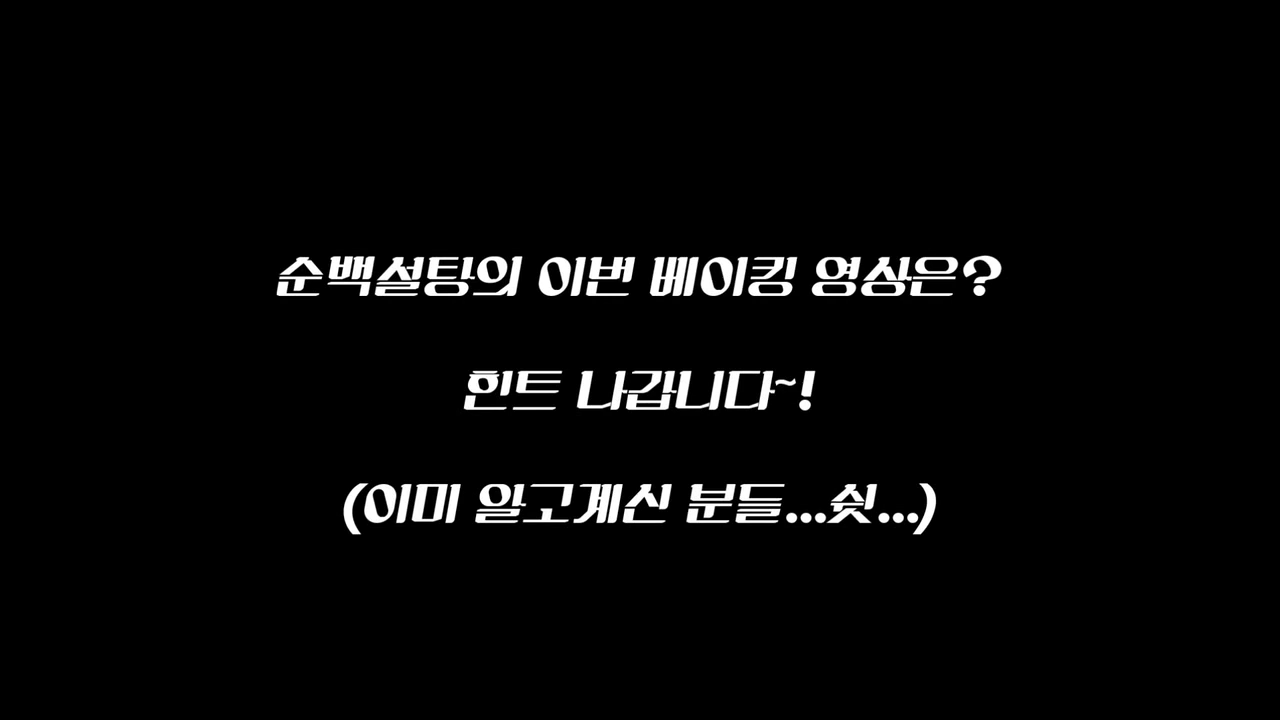 순백설탕의 이번 베이킹 영상은?
힌트 나갑니다~!
(이미 알고계신 분들...쉿...)